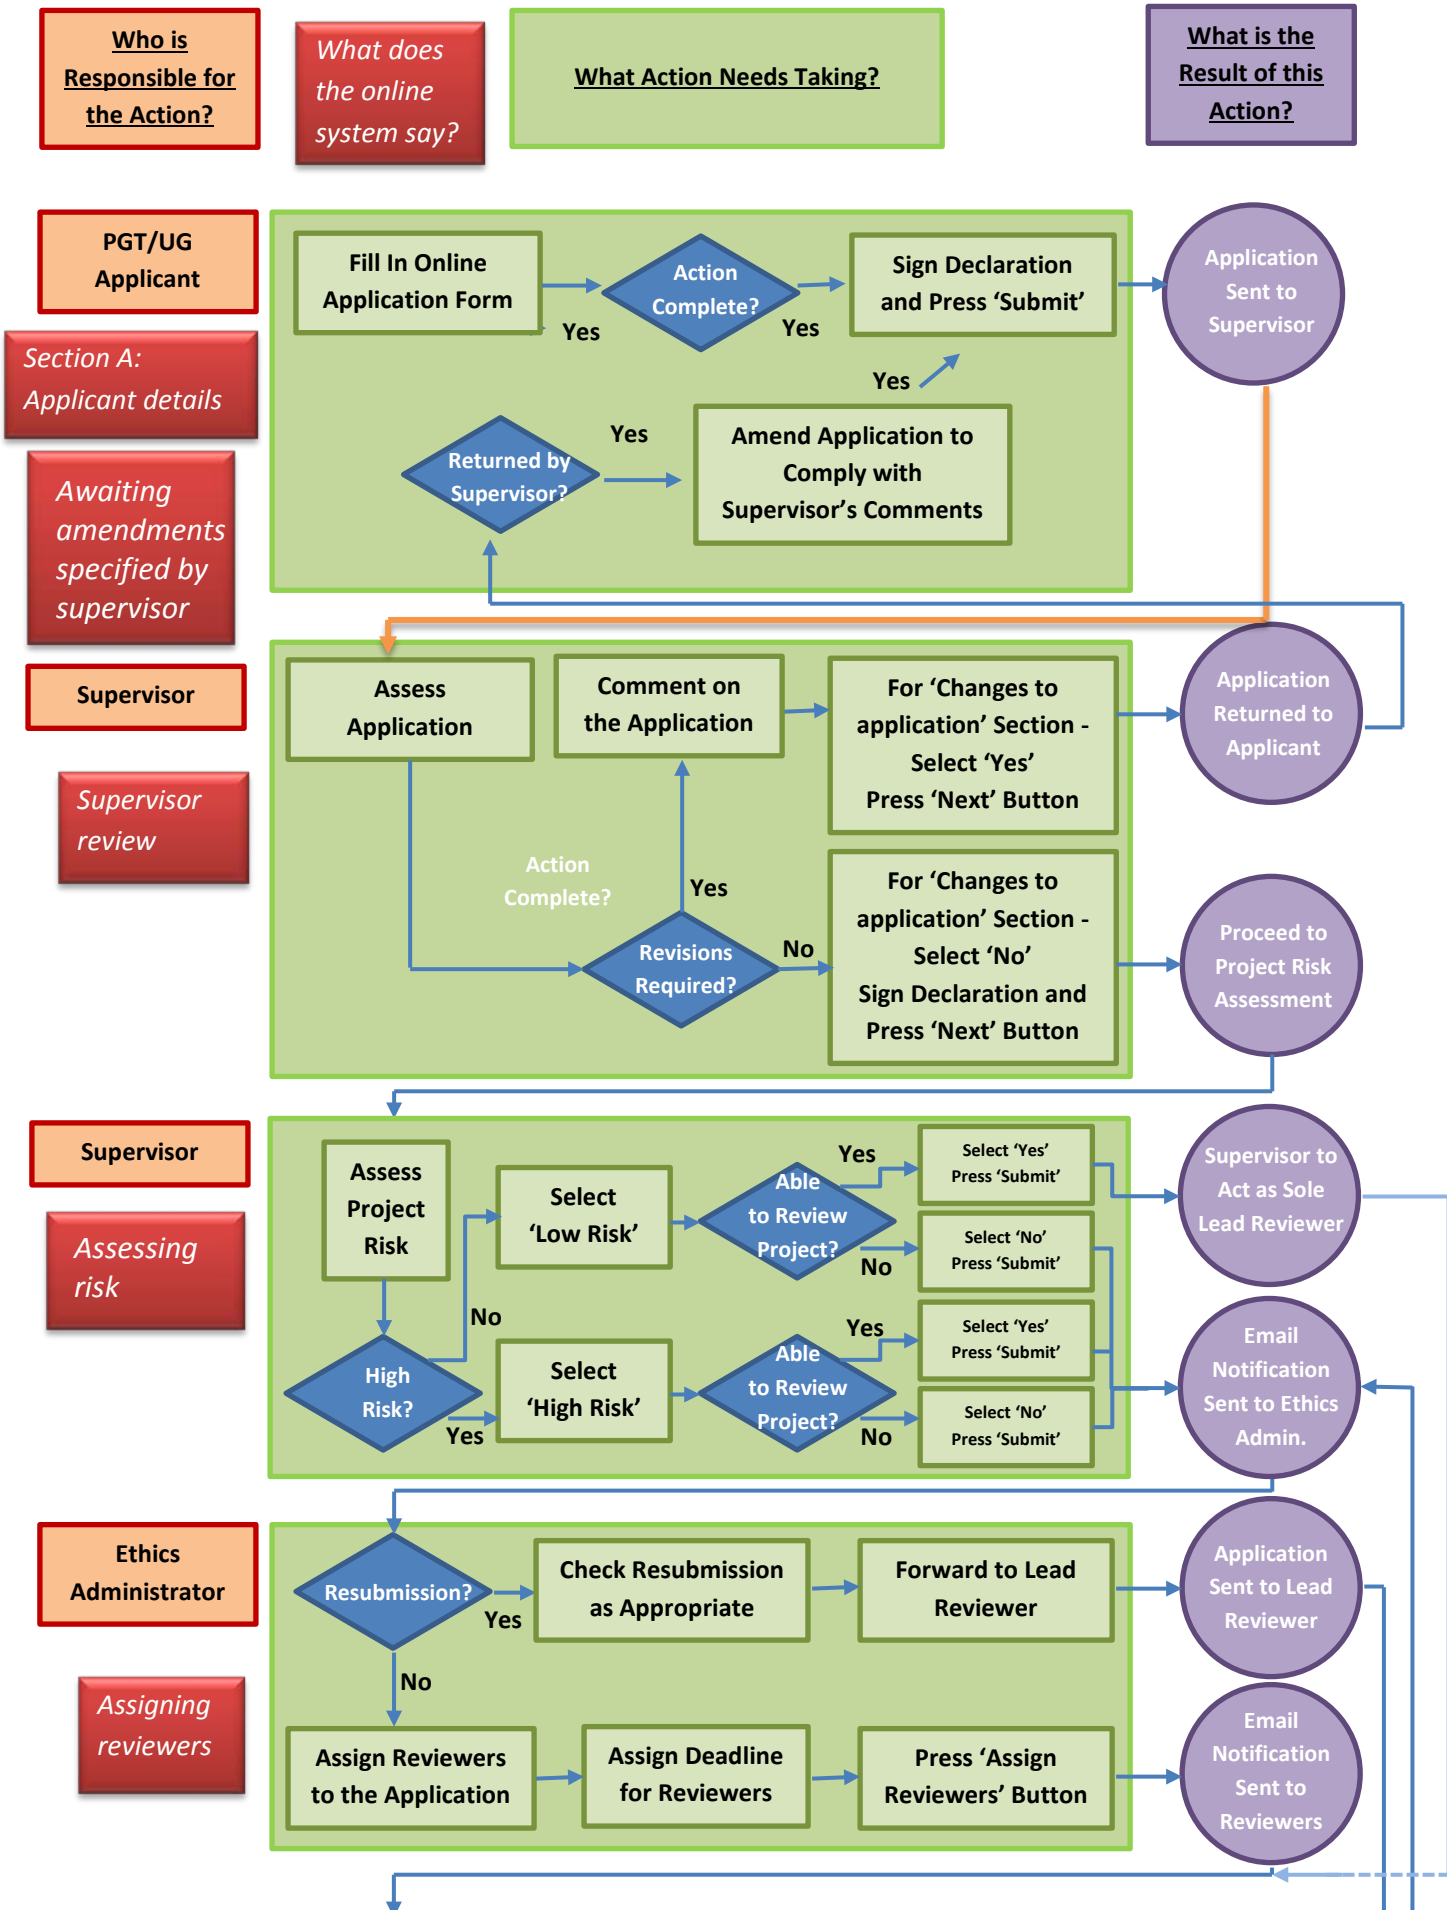 Who is
Responsible for
the Action?
What does
the online
system say?
What Action Needs Taking?
What is the
Result of this
Action?
PGT/UG
Applicant
Section A:
Applicant details
Awaiting
amendments
specified by
supervisor
Fill In Online
Application Form
Yes
Action
Complete?
Yes
Sign Declaration
and Press ‘Submit’
Yes
Returned by
Supervisor?
Yes
Amend Application to
Comply with
Supervisor’s Comments
Application
Sent to
Supervisor
Supervisor
Supervisor
review
Assess
Application
Comment on
the Application
For ‘Changes to
application’ Section -
Select ‘Yes’
Press ‘Next’ Button
Application
Returned to
Applicant
Action
Complete?
Yes
Revisions
Required?
No
For ‘Changes to
application’ Section -
Select ‘No’
Sign Declaration and
Press ‘Next’ Button
Proceed to
Project Risk
Assessment
Supervisor
Assessing
risk
Assess
Project
Risk
High
Risk?
No
Yes
Select
‘Low Risk’
Able
to Review
Project?
Yes
No
Select ‘Yes’
Press ‘Submit’
Select ‘No’
Press ‘Submit’
Select
‘High Risk’
Able
to Review
Project?
Yes
No
Select ‘Yes’
Press ‘Submit’
Select ‘No’
Press ‘Submit’
Supervisor to
Act as Sole
Lead Reviewer
Email
Notification
Sent to Ethics
Admin.
Ethics
Administrator
Assigning
reviewers
Resubmission?
Yes
No
Check Resubmission
as Appropriate
Forward to Lead
Reviewer
Application
Sent to Lead
Reviewer
Assign Reviewers
to the Application
Assign Deadline
for Reviewers
Press ‘Assign
Reviewers’ Button
Email
Notification
Sent to
Reviewers